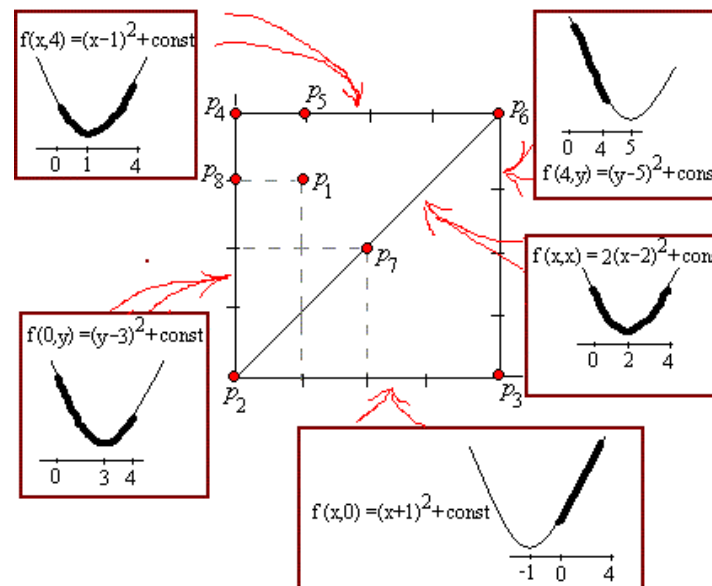 f(x,4) =(x−1)²+const
0 1 4
p4 p5 p6
0 4 5
f(4,y) =(y−5)²+cons
p8 p1
f(x,x) = 2(x−2)²+con
p7
0 2 4
f(0,y) =(y−3)²+const
0 3 4
p2 p3
f(x,0) =(x+1)²+const
-1 0 4